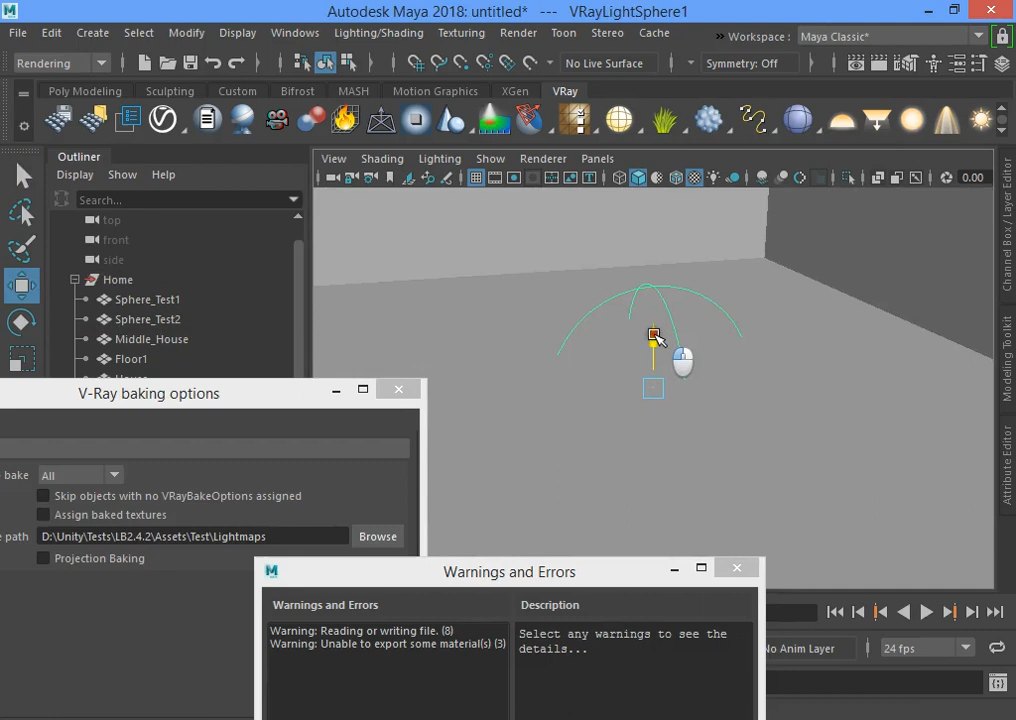 Autodesk Maya 2018: untitled*   ---   VRayLightSphere1
File Edit Create Select Modify Display Windows Lighting/Shading Texturing Render Toon Stereo Cache
» Workspace : Maya Classic*
Rendering No Live Surface Symmetry: Off
Poly Modeling Sculpting Custom Bifrost MASH Motion Graphics XGen VRay
Outliner
Display Show Help
Search...
top
front
side
Home
Sphere_Test1
Sphere_Test2
Middle_House
Floor1
View Shading Lighting Show Renderer Panels
0.00
Channel Box / Layer Editor
Modeling Toolkit
Attribute Editor
V-Ray baking options
bake All
Skip objects with no VRayBakeOptions assigned
Assign baked textures
path D:\Unity\Tests\LB2.4.2\Assets\Test\Lightmaps Browse
Projection Baking
Warnings and Errors
Warnings and Errors Description
Warning: Reading or writing file. (8)
Warning: Unable to export some material(s) (3)
Select any warnings to see the
details...
No Anim Layer 24 fps